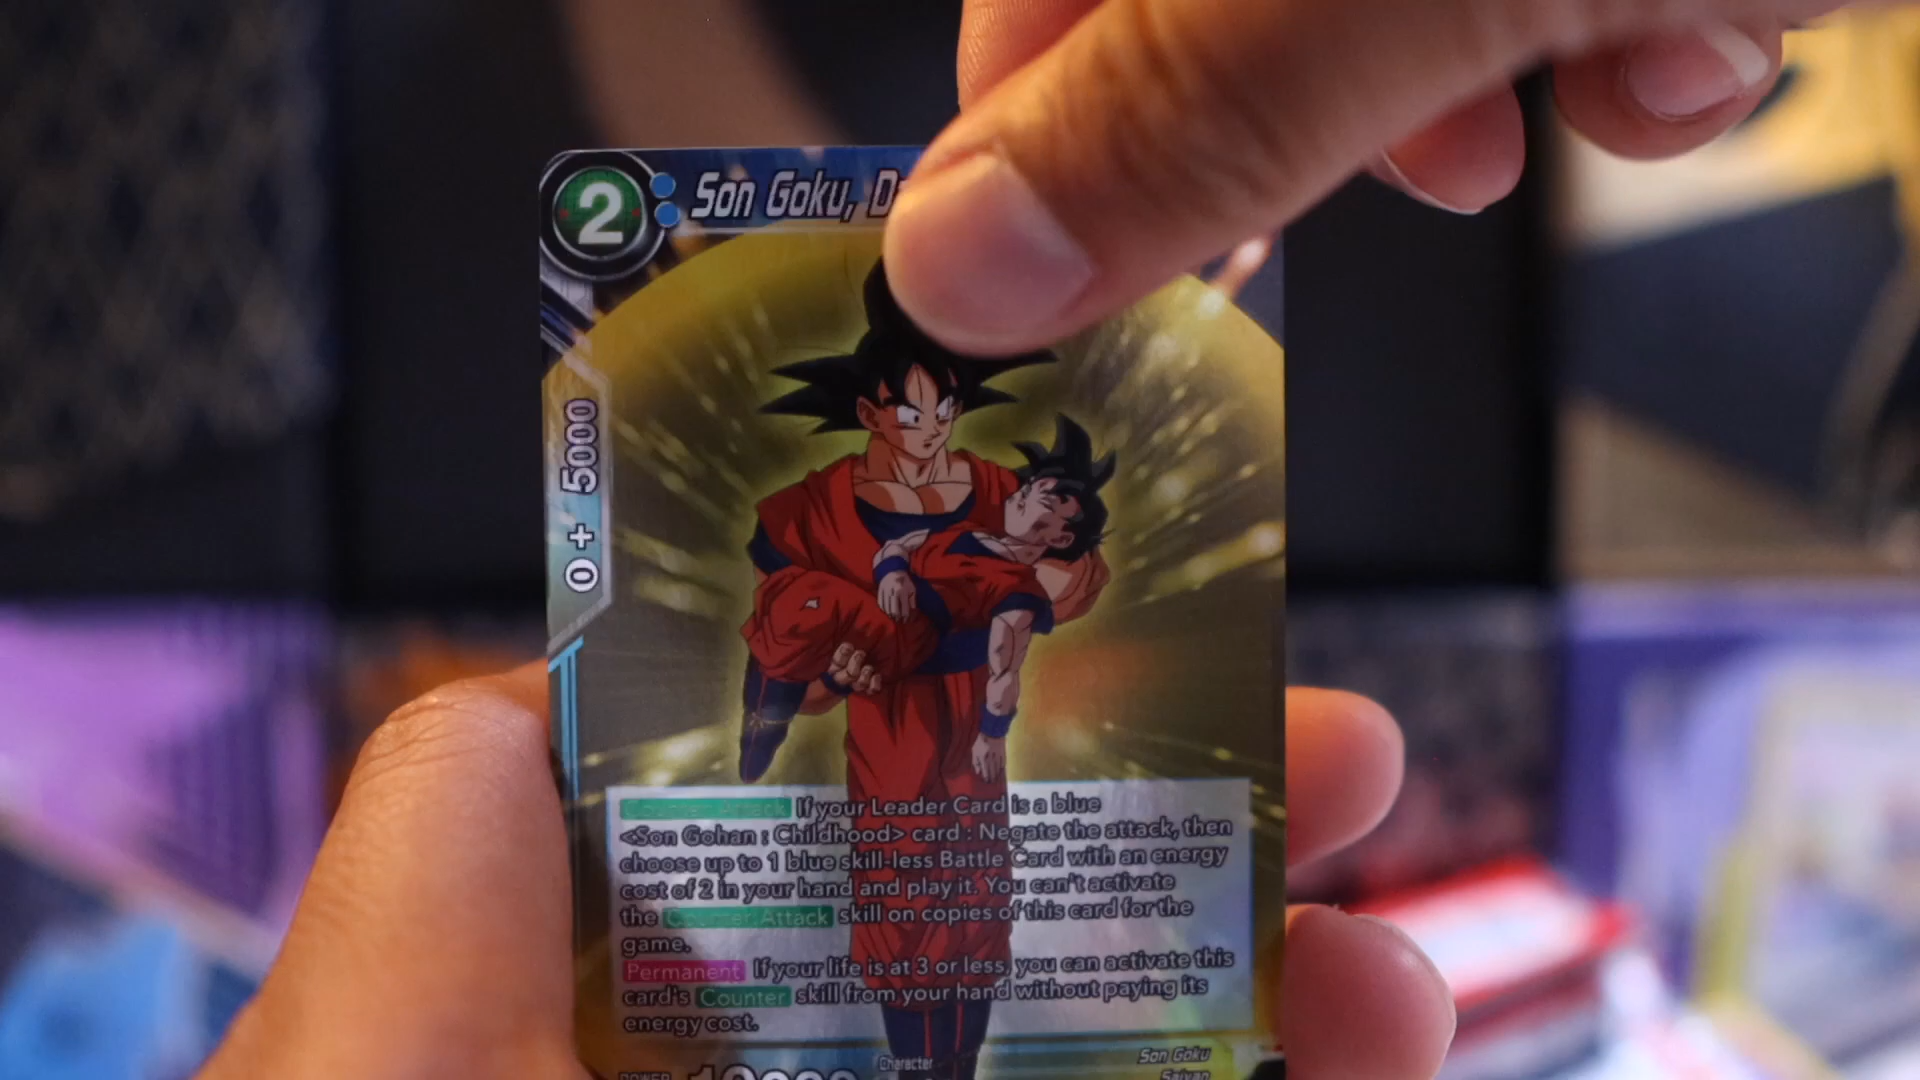 2 Son Goku,
0 + 5000
Counter: Attack If your Leader Card is a blue
<Son Gohan : Childhood> card : Negate the attack, then
choose up to 1 blue skill-less Battle Card with an energy
cost of 2 in your hand and play it. You can't activate
the Counter: Attack skill on copies of this card for the
game.
Permanent If your life is at 3 or less, you can activate this
card's Counter skill from your hand without paying its
energy cost.
Character
Son Goku
Saiyan
POWER